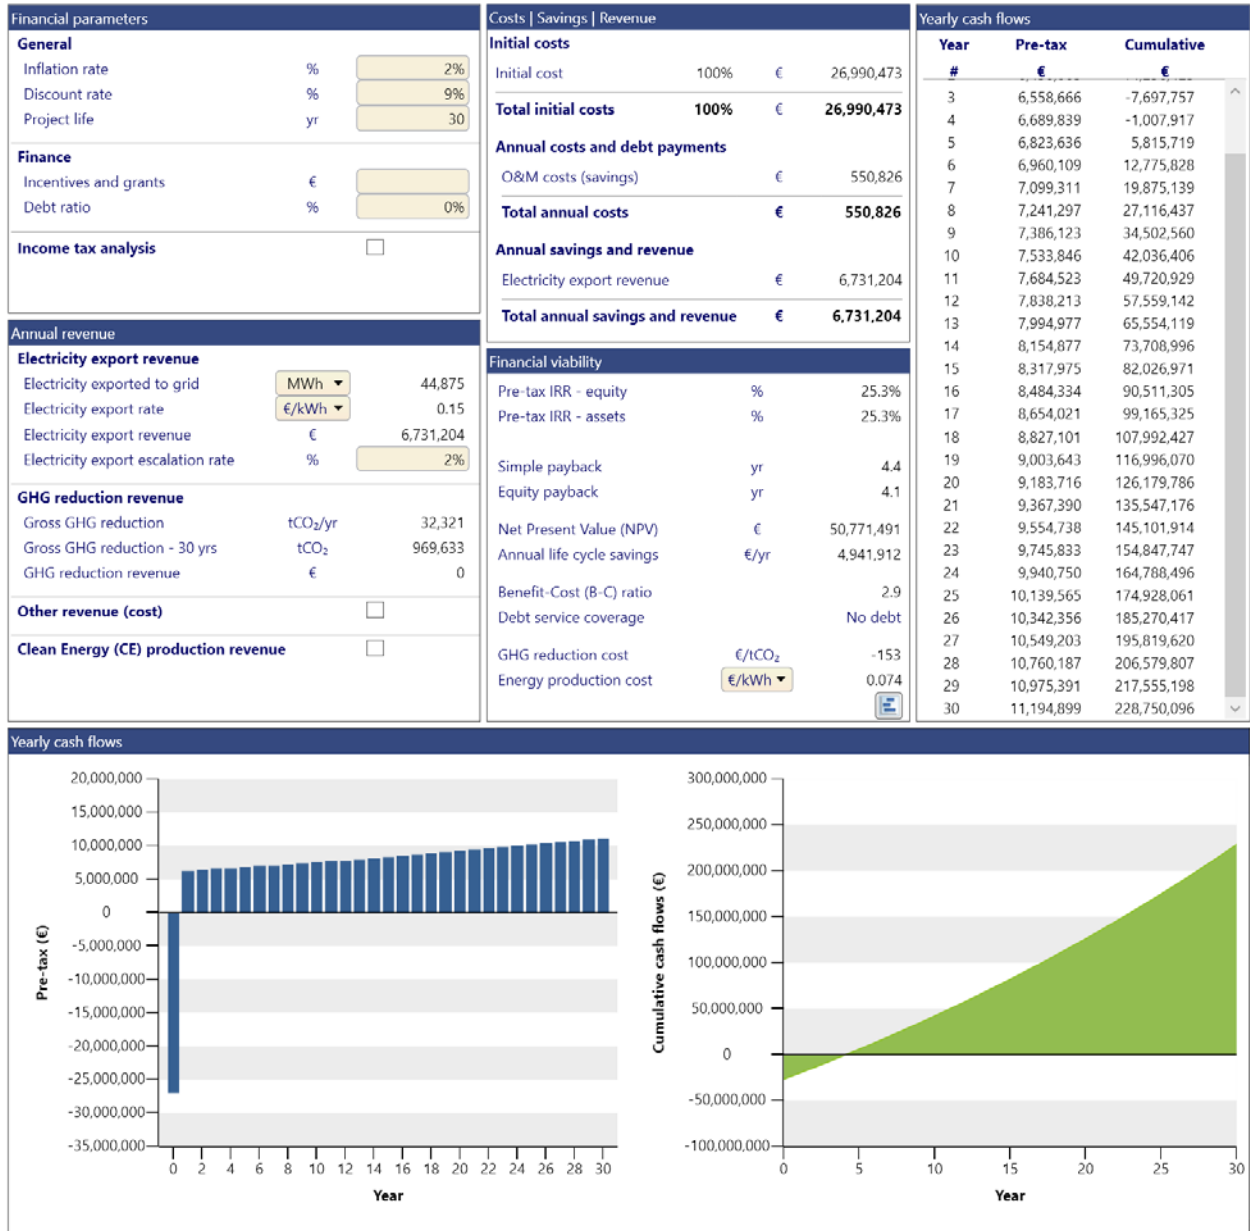 Financial parameters
General
Inflation rate % 2%
Discount rate % 9%
Project life yr 30
Finance
Incentives and grants €
Debt ratio % 0%
Income tax analysis
Annual revenue
Electricity export revenue
Electricity exported to grid MWh 44,875
Electricity export rate €/kWh 0.15
Electricity export revenue € 6,731,204
Electricity export escalation rate % 2%
GHG reduction revenue
Gross GHG reduction tCO₂/yr 32,321
Gross GHG reduction - 30 yrs tCO₂ 969,633
GHG reduction revenue € 0
Other revenue (cost)
Clean Energy (CE) production revenue
Costs | Savings | Revenue
Initial costs
Initial cost 100% € 26,990,473
Total initial costs 100% € 26,990,473
Annual costs and debt payments
O&M costs (savings) € 550,826
Total annual costs € 550,826
Annual savings and revenue
Electricity export revenue € 6,731,204
Total annual savings and revenue € 6,731,204
Financial viability
Pre-tax IRR - equity % 25.3%
Pre-tax IRR - assets % 25.3%
Simple payback yr 4.4
Equity payback yr 4.1
Net Present Value (NPV) € 50,771,491
Annual life cycle savings €/yr 4,941,912
Benefit-Cost (B-C) ratio 2.9
Debt service coverage No debt
GHG reduction cost €/tCO₂ -153
Energy production cost €/kWh 0.074
Yearly cash flows
Year Pre-tax Cumulative
# € €
3 6,558,666 -7,697,757
4 6,689,839 -1,007,917
5 6,823,636 5,815,719
6 6,960,109 12,775,828
7 7,099,311 19,875,139
8 7,241,297 27,116,437
9 7,386,123 34,502,560
10 7,533,846 42,036,406
11 7,684,523 49,720,929
12 7,838,213 57,559,142
13 7,994,977 65,554,119
14 8,154,877 73,708,996
15 8,317,975 82,026,971
16 8,484,334 90,511,305
17 8,654,021 99,165,325
18 8,827,101 107,992,427
19 9,003,643 116,996,070
20 9,183,716 126,179,786
21 9,367,390 135,547,176
22 9,554,738 145,101,914
23 9,745,833 154,847,747
24 9,940,750 164,788,496
25 10,139,565 174,928,061
26 10,342,356 185,270,417
27 10,549,203 195,819,620
28 10,760,187 206,579,807
29 10,975,391 217,555,198
30 11,194,899 228,750,096
Yearly cash flows
Pre-tax (€)
20,000,000
15,000,000
10,000,000
5,000,000
0
-5,000,000
-10,000,000
-15,000,000
-20,000,000
-25,000,000
-30,000,000
-35,000,000
0 2 4 6 8 10 12 14 16 18 20 22 24 26 28 30
Year
Cumulative cash flows (€)
300,000,000
250,000,000
200,000,000
150,000,000
100,000,000
50,000,000
0
-50,000,000
-100,000,000
0 5 10 15 20 25 30
Year